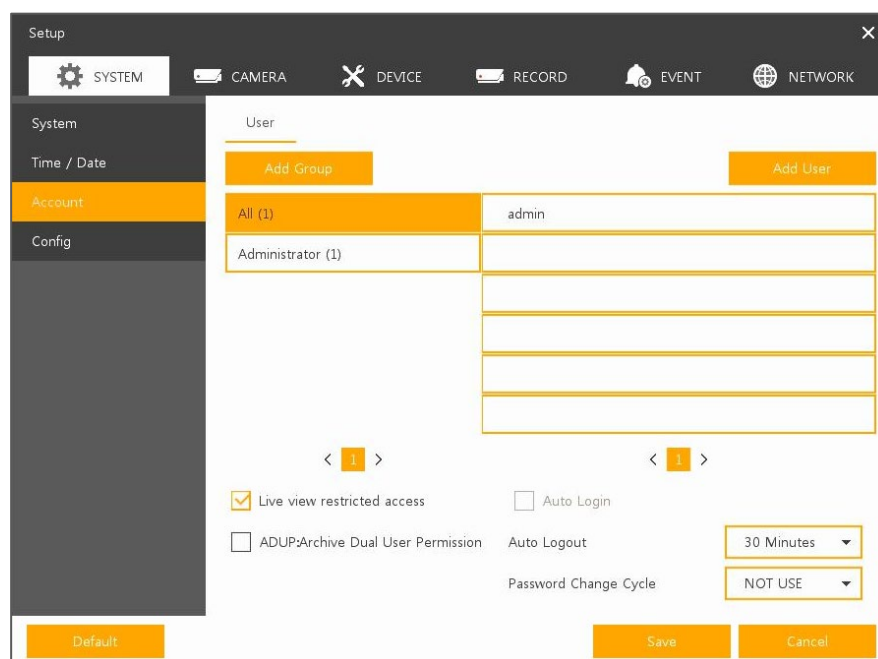 Setup
SYSTEM CAMERA DEVICE RECORD EVENT NETWORK
System
Time / Date
Account
Config
User
Add Group Add User
All (1) admin
Administrator (1)
< 1 > < 1 >
Live view restricted access Auto Login
ADUP:Archive Dual User Permission Auto Logout 30 Minutes
Password Change Cycle NOT USE
Default Save Cancel